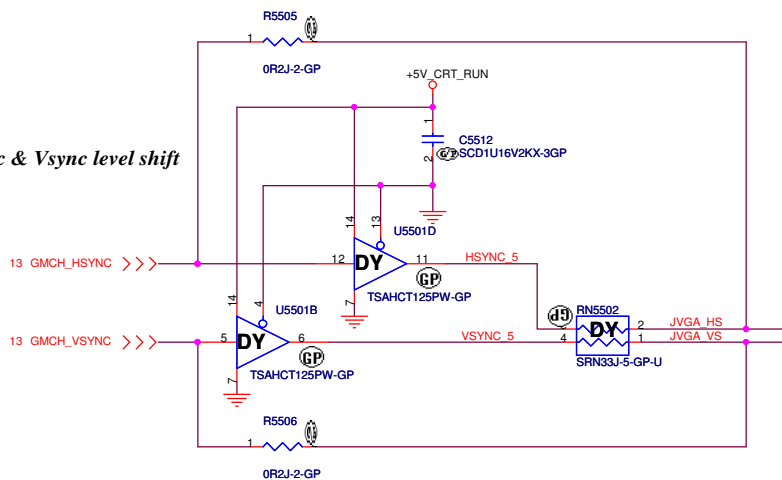 R5505
1
0R2J-2-GP
+5V_CRT_RUN
1
C5512
2
SCD1U16V2KX-3GP
c & Vsync level shift
14
13
U5501D
13 GMCH_HSYNC
12
DY
11
HSYNC_5
GP
7
TSAHCT125PW-GP
14
4
U5501B
GP
RN5502
DY
2
JVGA_HS
13 GMCH_VSYNC
5
DY
6
VSYNC_5
4
1
JVGA_VS
GP
SRN33J-5-GP-U
7
TSAHCT125PW-GP
R5506
1
0R2J-2-GP